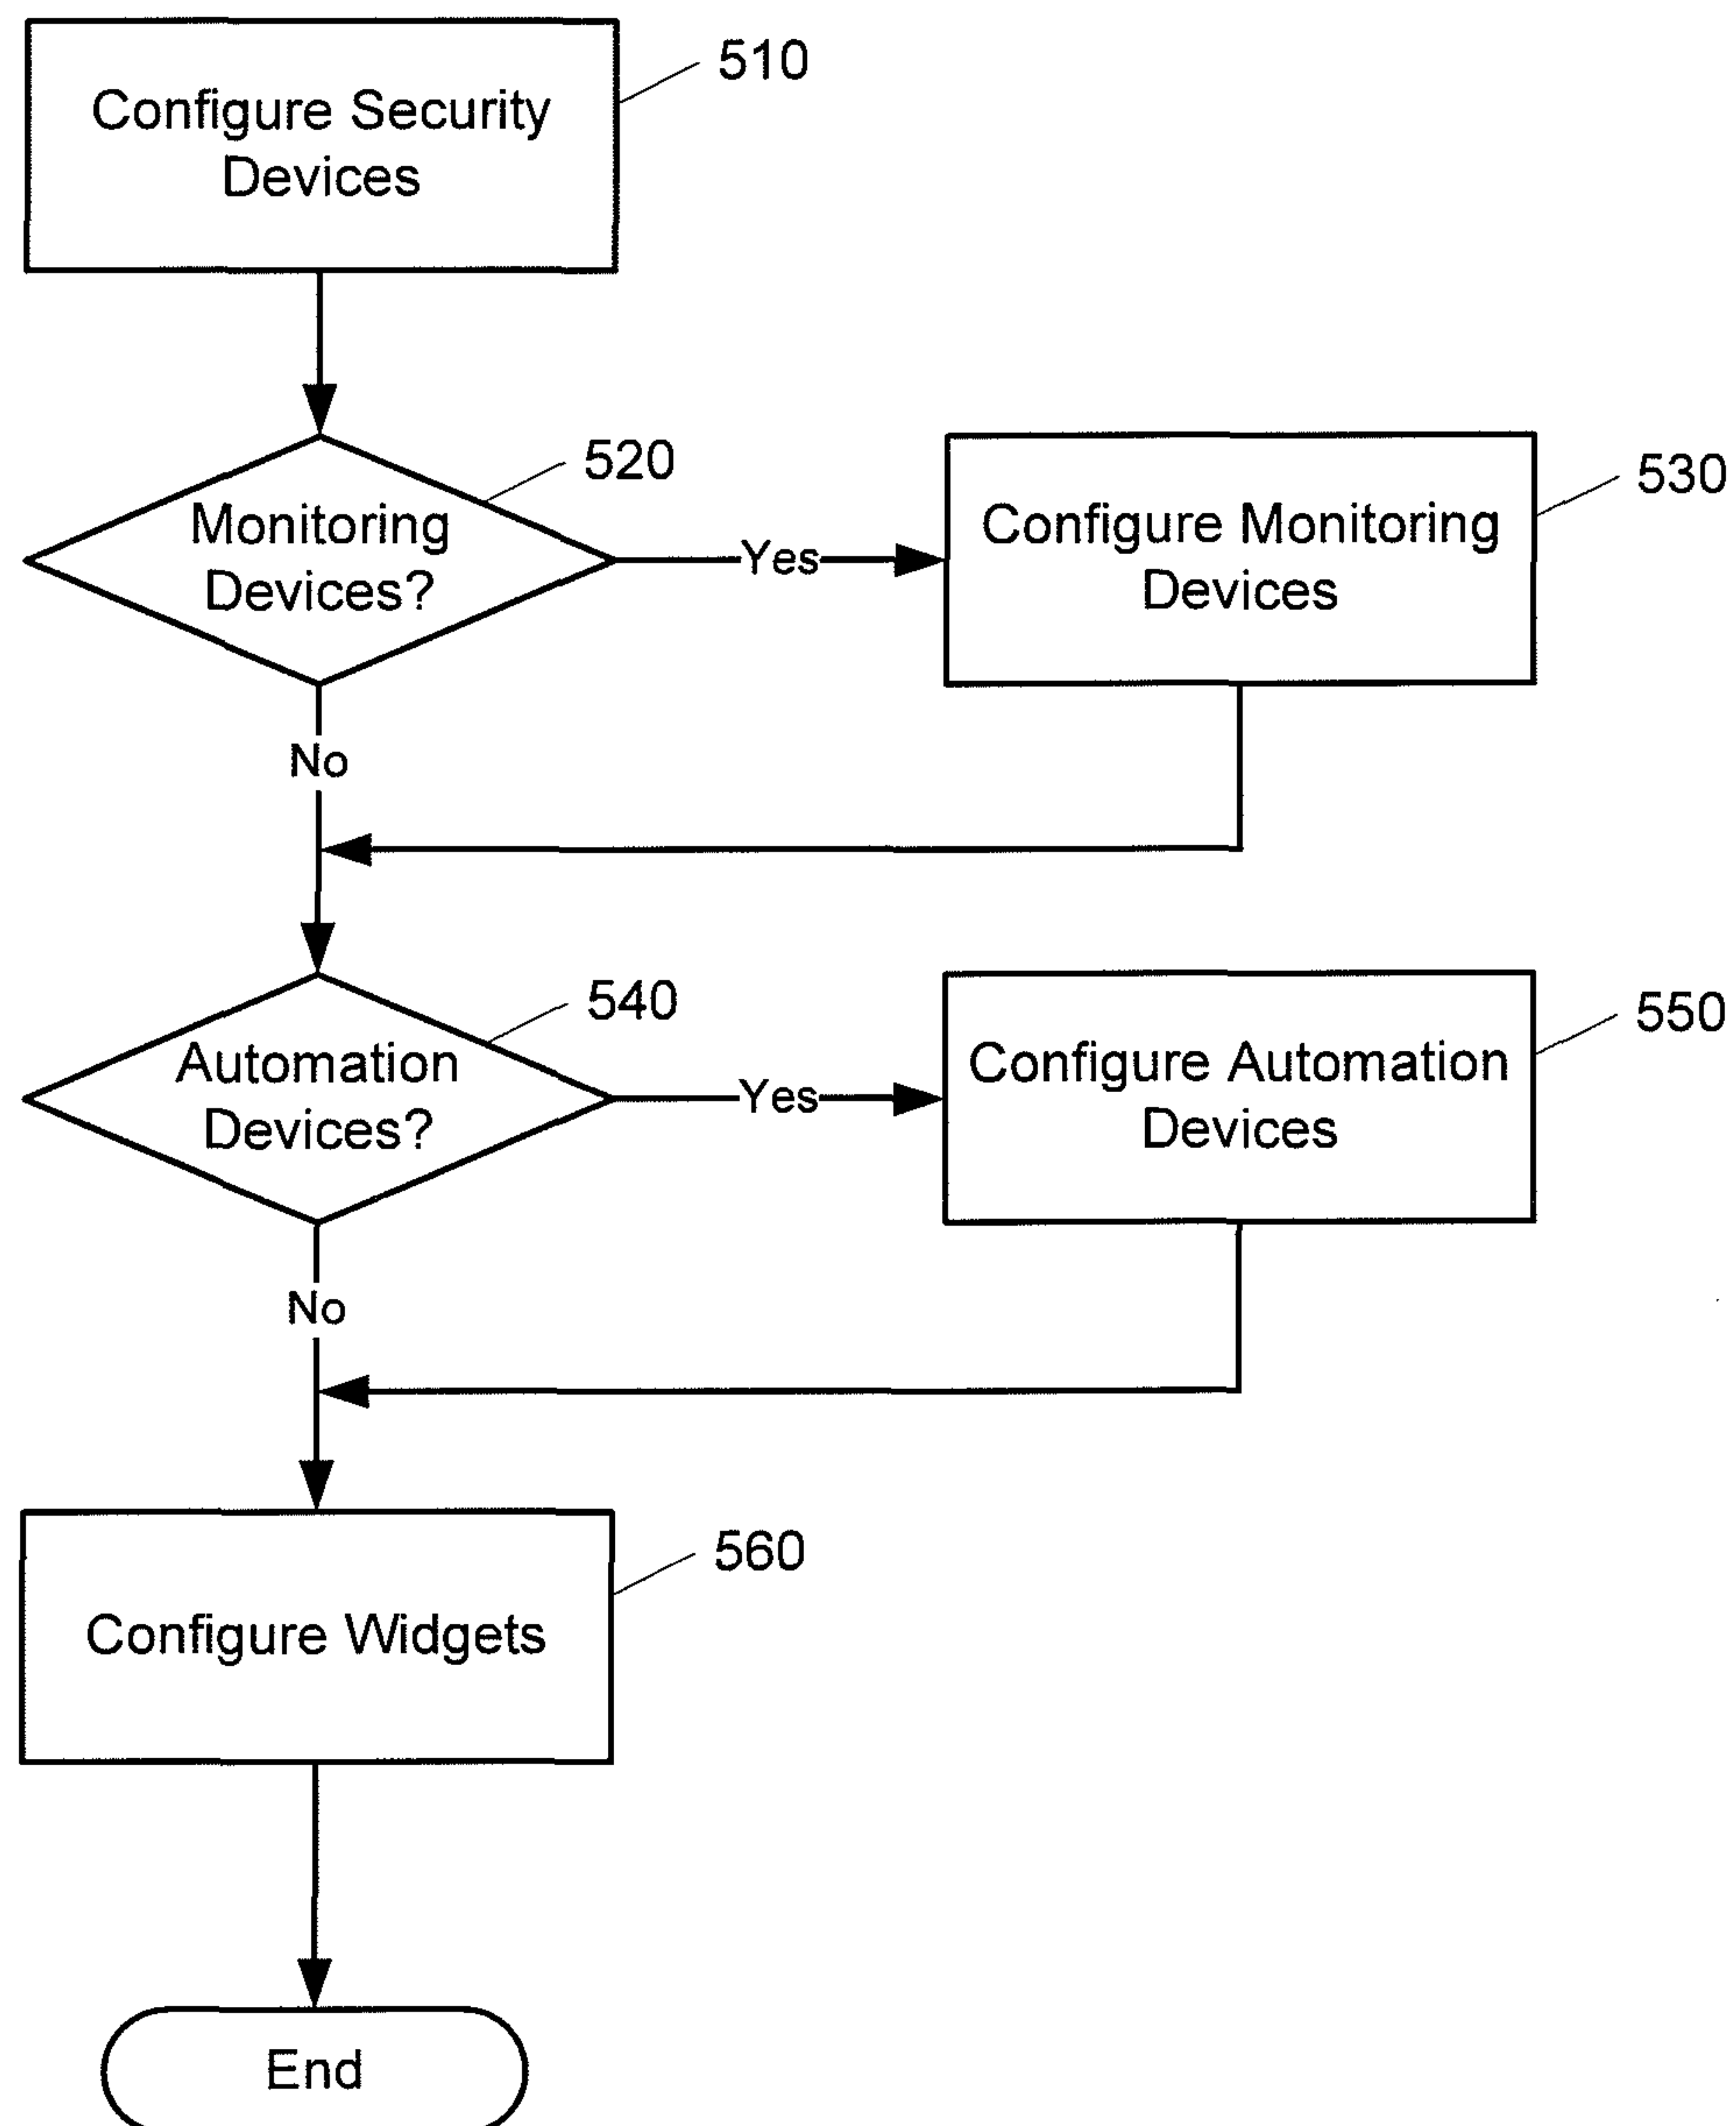 Configure Security
Devices
510
Monitoring
Devices?
520
Yes
Configure Monitoring
Devices
530
No
Automation
Devices?
540
Yes
Configure Automation
Devices
550
No
Configure Widgets
560
End